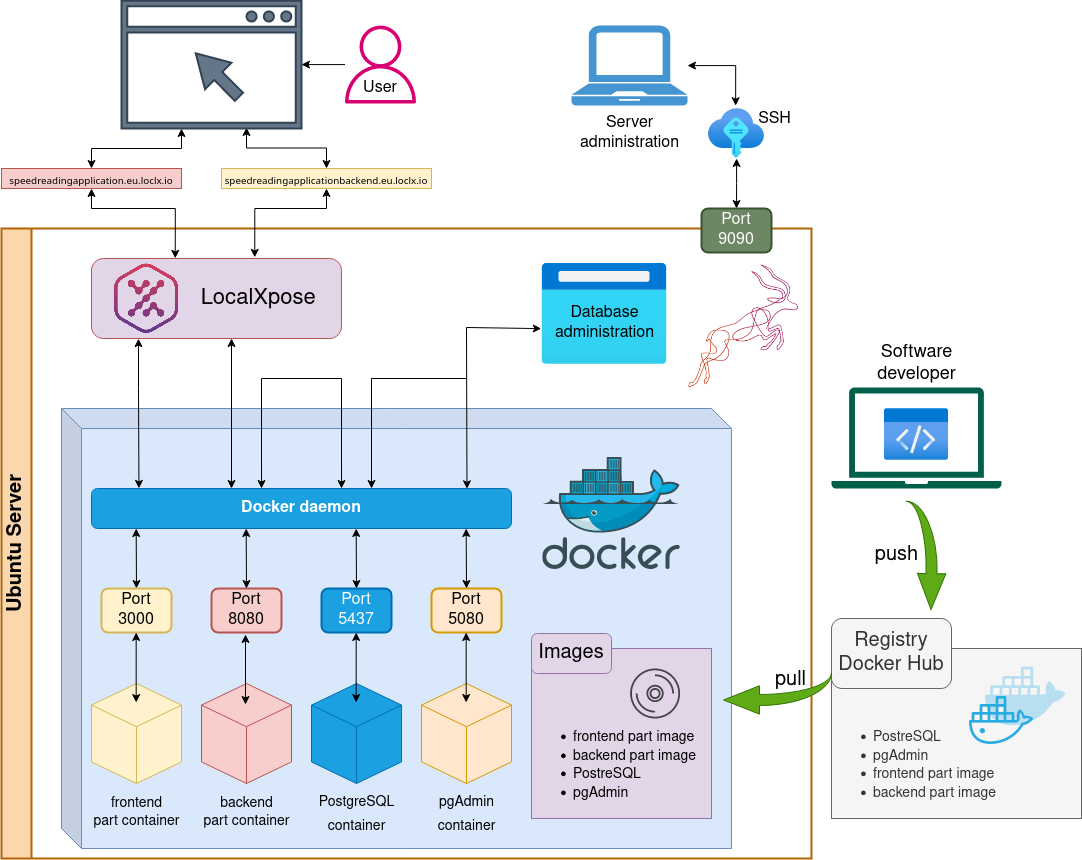 User
Server
administration
SSH
speedreadingapplication.eu.loclx.io
speedreadingapplicationbackend.eu.loclx.io
Port
9090
LocalXpose
Database
administration
Software
developer
Ubuntu Server
Docker daemon
docker
push
Port
3000
Port
8080
Port
5437
Port
5080
Registry
Docker Hub
Images
pull
• frontend part image
• backend part image
• PostreSQL
• pgAdmin
• PostreSQL
• pgAdmin
• frontend part image
• backend part image
frontend
part container
backend
part container
PostgreSQL
container
pgAdmin
container